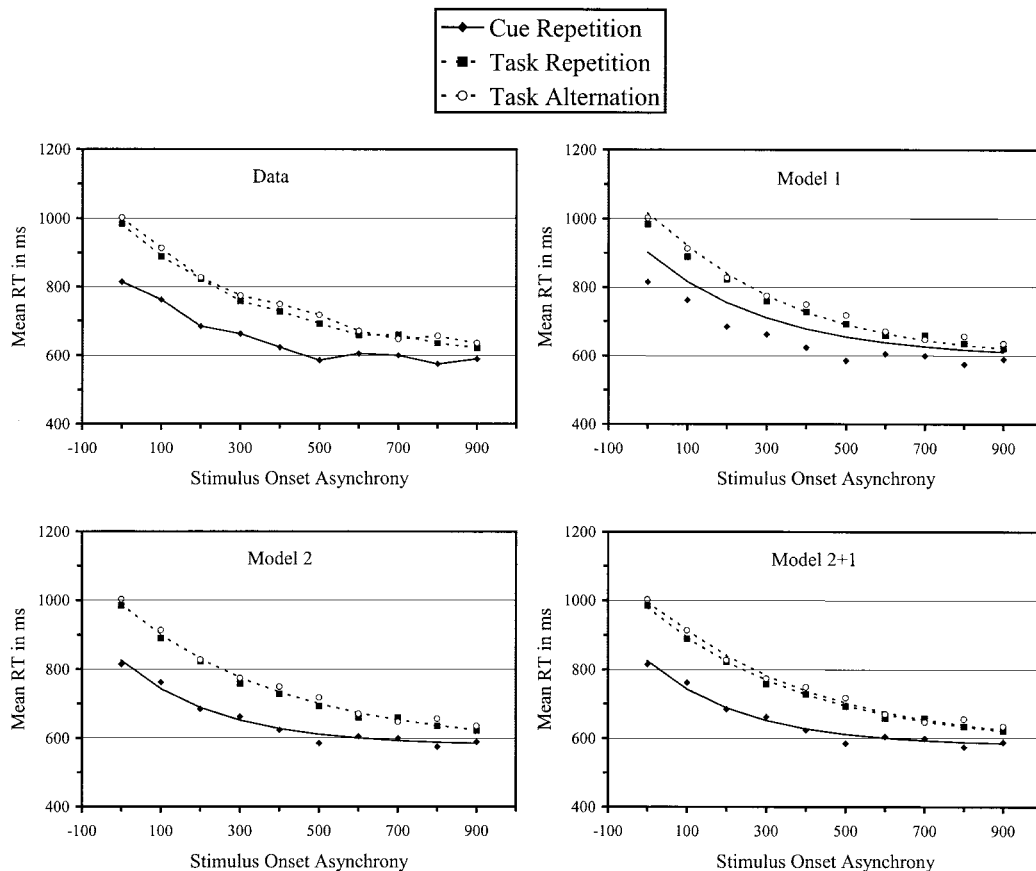 Cue Repetition
Task Repetition
Task Alternation
Data
Mean RT in ms
1200
1000
800
600
400
-100 100 300 500 700 900
Stimulus Onset Asynchrony
Model 1
Mean RT in ms
1200
1000
800
600
400
-100 100 300 500 700 900
Stimulus Onset Asynchrony
Model 2
Mean RT in ms
1200
1000
800
600
400
-100 100 300 500 700 900
Stimulus Onset Asynchrony
Model 2+1
Mean RT in ms
1200
1000
800
600
400
-100 100 300 500 700 900
Stimulus Onset Asynchrony